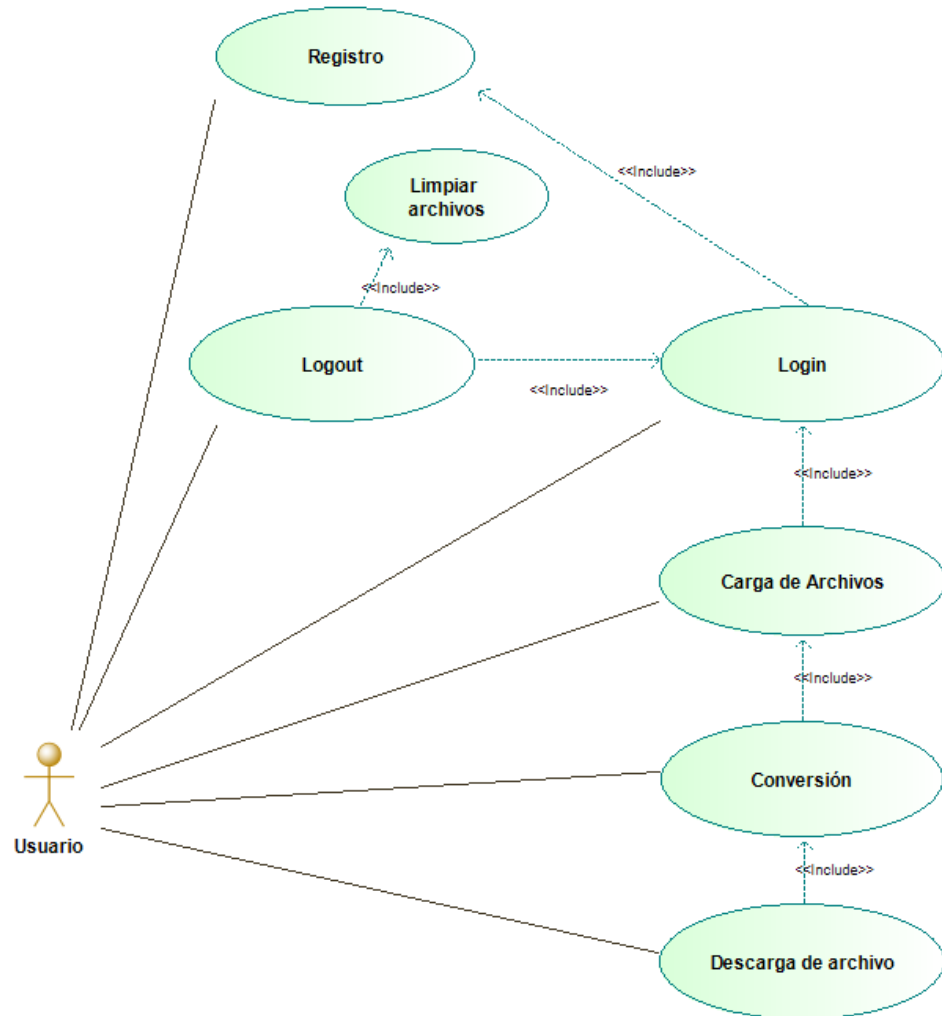 Registro
<<Include>>
Limpiar
archivos
<<Include>>
Logout
<<Include>>
Login
<<Include>>
Carga de Archivos
<<Include>>
Conversión
Usuario
<<Include>>
Descarga de archivo